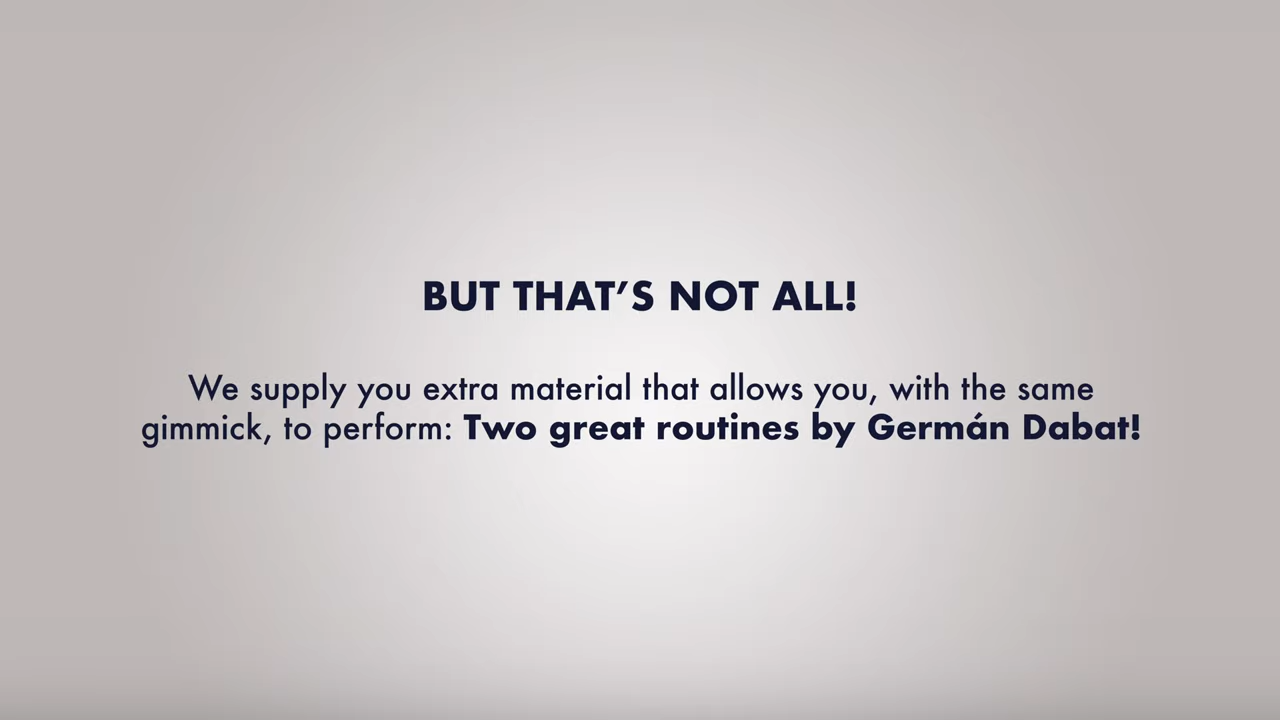 BUT THAT’S NOT ALL!
We supply you extra material that allows you, with the same
gimmick, to perform: Two great routines by Germán Dabat!